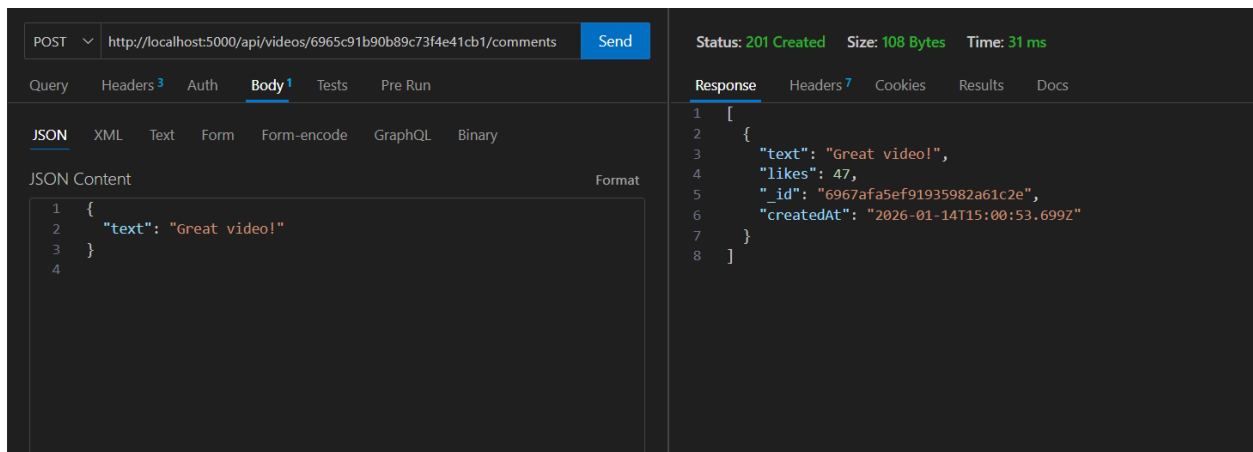 POST http://localhost:5000/api/videos/6965c91b90b89c73f4e41cb1/comments Send
Query Headers 3 Auth Body 1 Tests Pre Run
JSON XML Text Form Form-encode GraphQL Binary
JSON Content Format
1 {
2 "text": "Great video!"
3 }
4
Status: 201 Created Size: 108 Bytes Time: 31 ms
Response Headers 7 Cookies Results Docs
1 [
2 {
3 "text": "Great video!",
4 "likes": 47,
5 "_id": "6967afa5ef91935982a61c2e",
6 "createdAt": "2026-01-14T15:00:53.699Z"
7 }
8 ]